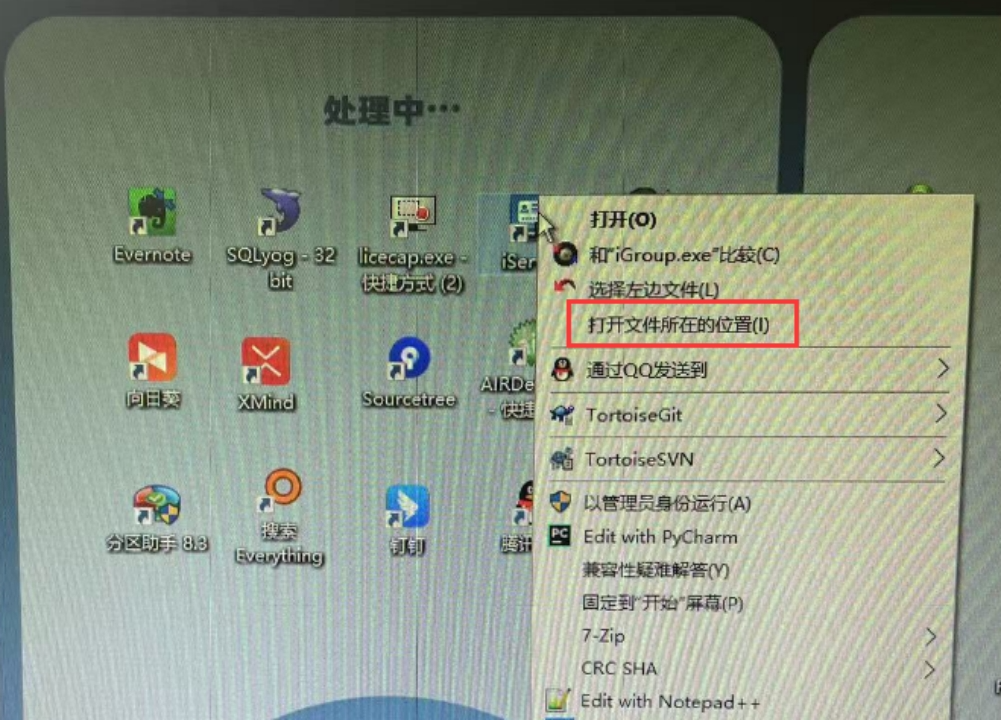 处理中…
Evernote
SQLyog - 32
bit
licecap.exe -
快捷方式 (2)
iSer
向日葵
XMind
Sourcetree
AIRDe
- 快捷
分区助手 8.3
搜索
Everything
钉钉
腾讯
打开(O)
和"iGroup.exe"比较(C)
选择左边文件(L)
打开文件所在的位置(I)
通过QQ发送到
TortoiseGit
TortoiseSVN
以管理员身份运行(A)
PC
Edit with PyCharm
兼容性疑难解答(Y)
固定到"开始"屏幕(P)
7-Zip
CRC SHA
Edit with Notepad++